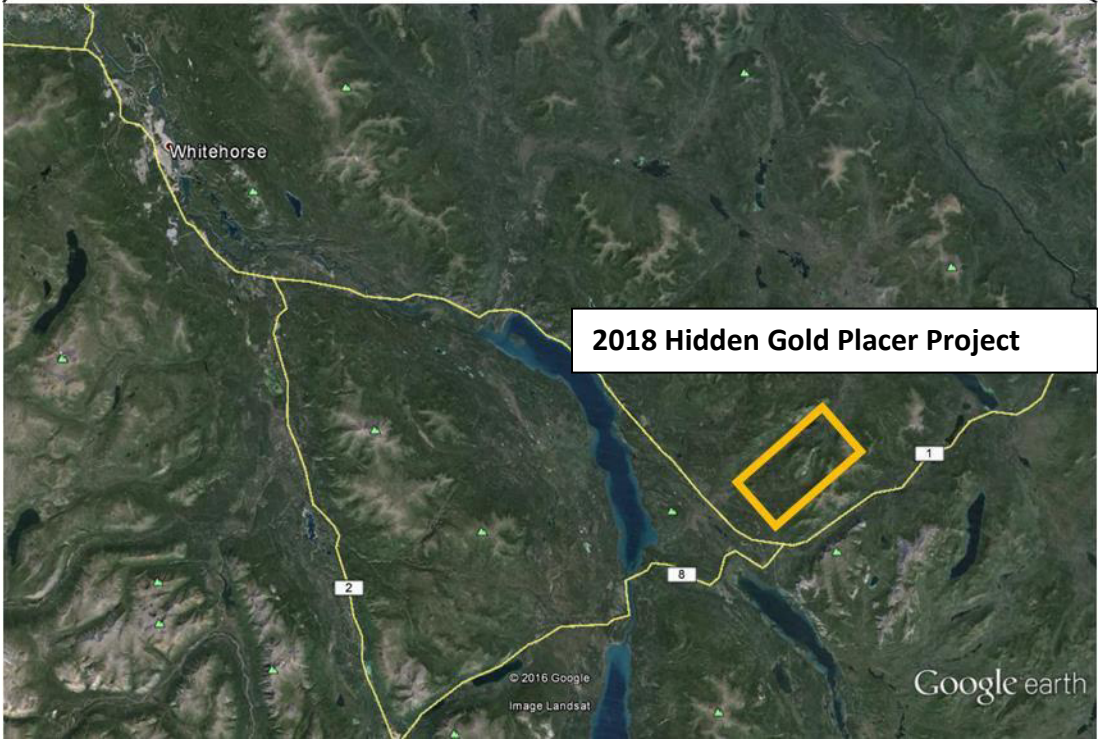 Whitehorse
2018 Hidden Gold Placer Project
1
8
2
© 2016 Google
Image Landsat
Google earth